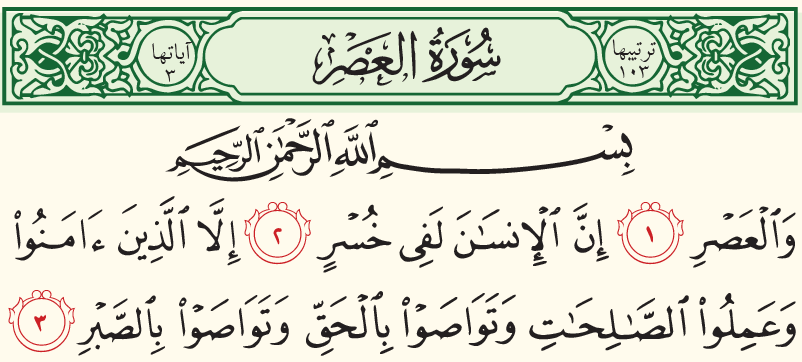 ترتيبها ١٠٣
سُورَةُ العَصْرِ
آياتها ٣
بِسْمِ ٱللَّهِ ٱلرَّحْمَٰنِ ٱلرَّحِيمِ
وَٱلْعَصْرِ ١ إِنَّ ٱلْإِنسَٰنَ لَفِى خُسْرٍ ٢ إِلَّا ٱلَّذِينَ ءَامَنُوا۟
وَعَمِلُوا۟ ٱلصَّٰلِحَٰتِ وَتَوَاصَوْا۟ بِٱلْحَقِّ وَتَوَاصَوْا۟ بِٱلصَّبْرِ ٣